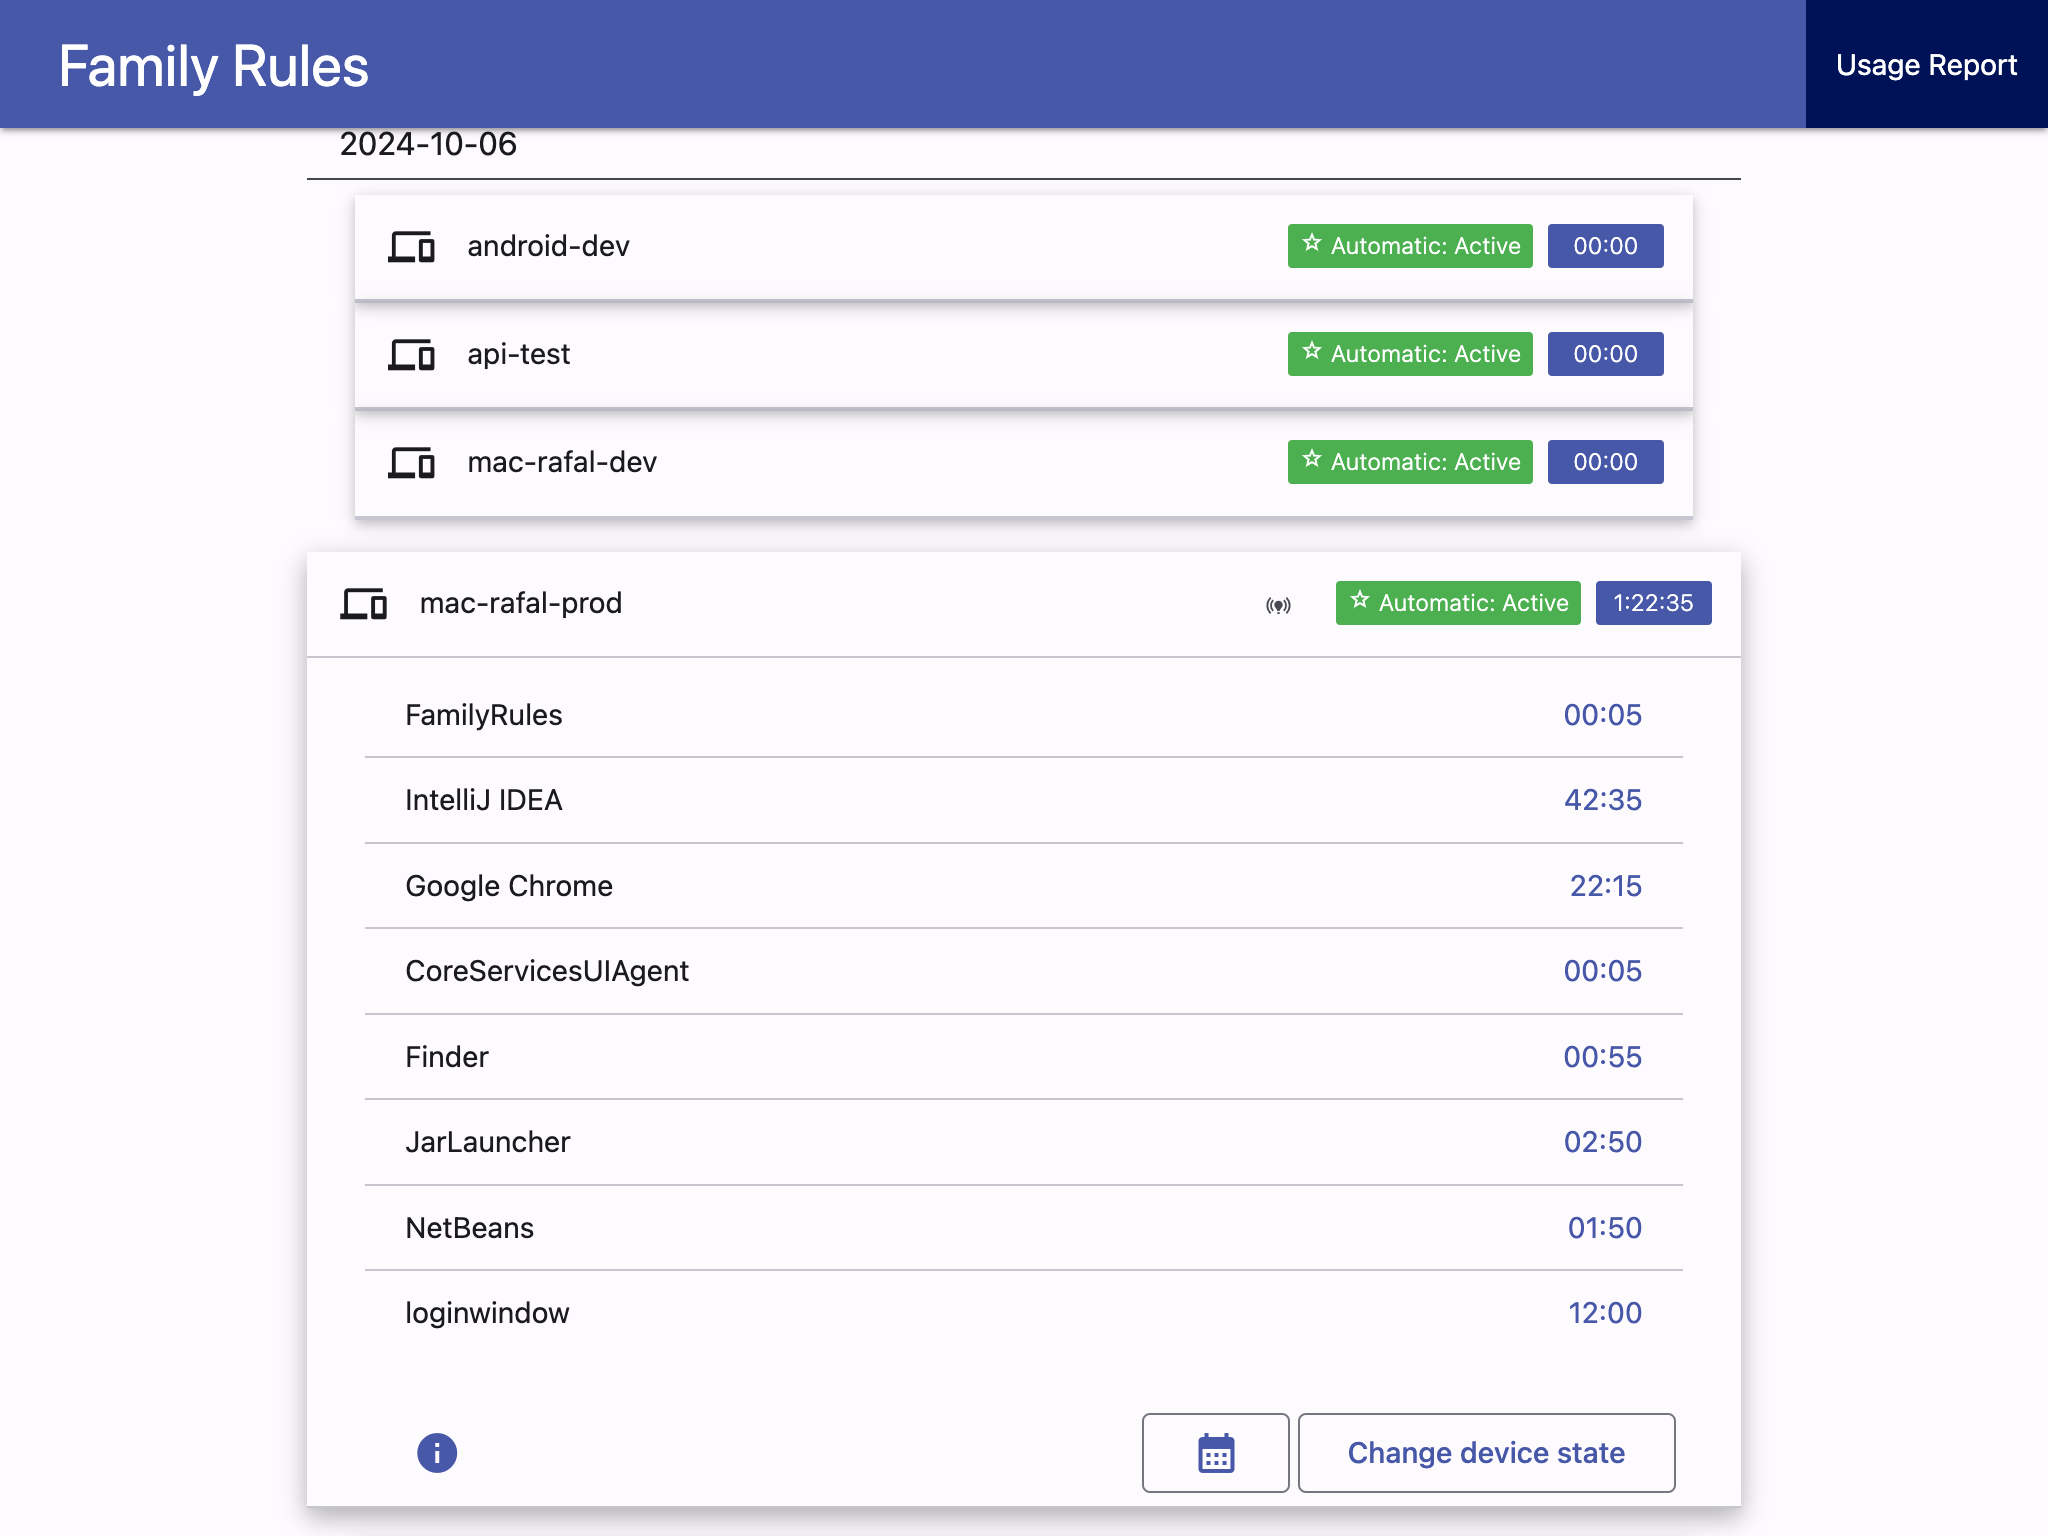 Family Rules
Usage Report
2024-10-06
android-dev Automatic: Active 00:00
api-test Automatic: Active 00:00
mac-rafal-dev Automatic: Active 00:00
mac-rafal-prod Automatic: Active 1:22:35
FamilyRules 00:05
IntelliJ IDEA 42:35
Google Chrome 22:15
CoreServicesUIAgent 00:05
Finder 00:55
JarLauncher 02:50
NetBeans 01:50
loginwindow 12:00
Change device state